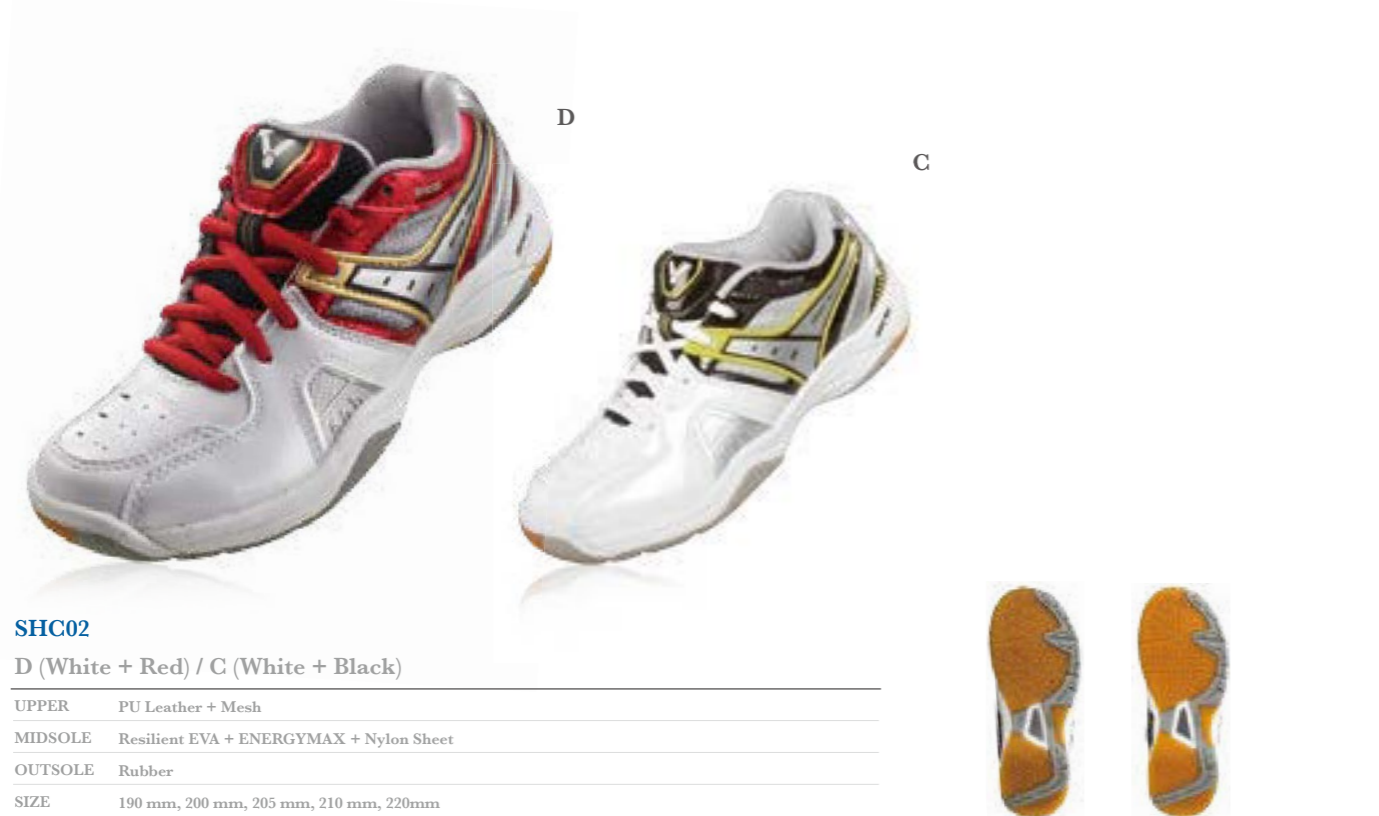 D
C
SHC02
D (White + Red) / C (White + Black)
UPPER PU Leather + Mesh
MIDSOLE Resilient EVA + ENERGYMAX + Nylon Sheet
OUTSOLE Rubber
SIZE 190 mm, 200 mm, 205 mm, 210 mm, 220mm